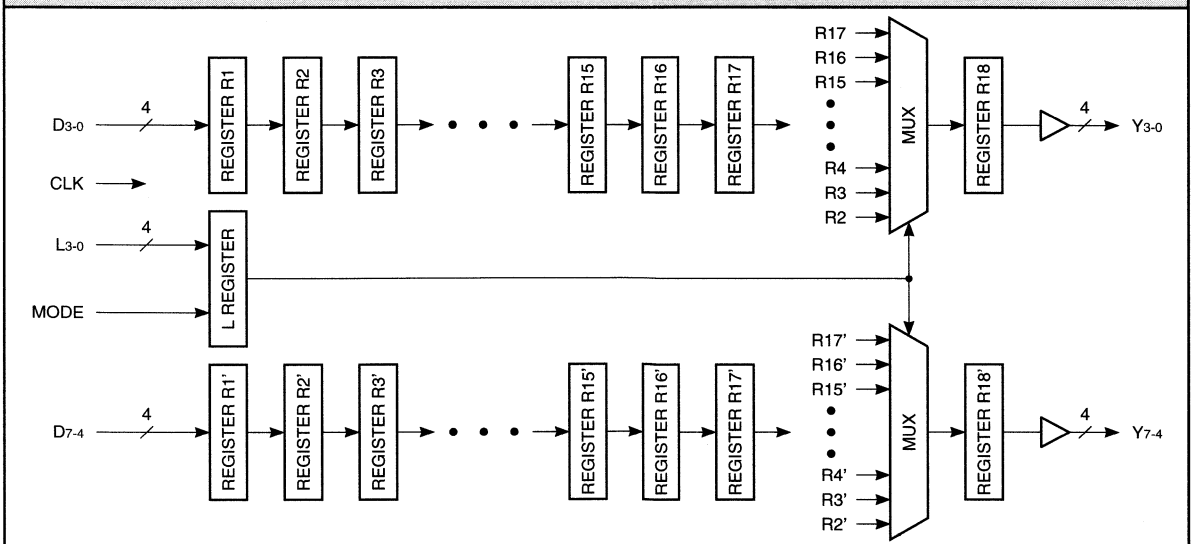 R17
R16
R15
REGISTER R1
REGISTER R2
REGISTER R3
REGISTER R15
REGISTER R16
REGISTER R17
MUX
REGISTER R18
D3-0
4
4
Y3-0
CLK
R4
R3
R2
L3-0
4
L REGISTER
MODE
R17'
R16'
R15'
REGISTER R1'
REGISTER R2'
REGISTER R3'
REGISTER R15'
REGISTER R16'
REGISTER R17'
MUX
REGISTER R18'
D7-4
4
4
Y7-4
R4'
R3'
R2'